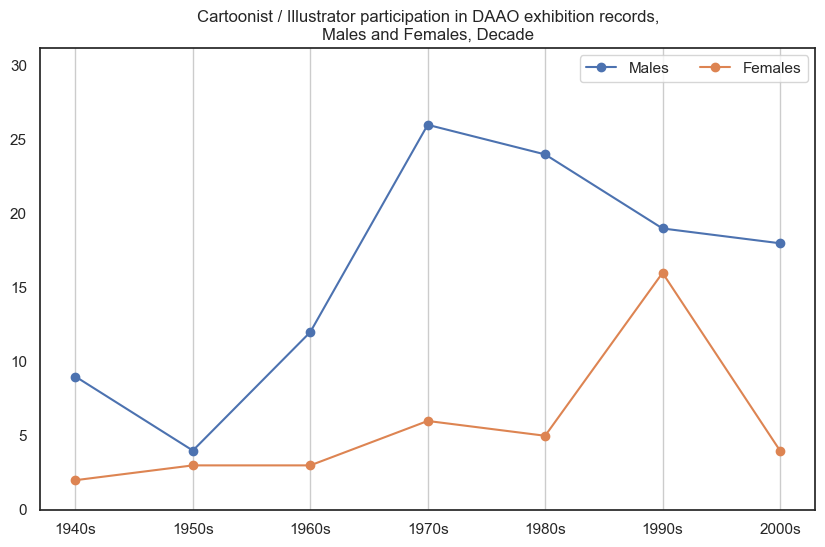 Cartoonist / Illustrator participation in DAAO exhibition records,
Males and Females, Decade
Males
Females
30
25
20
15
10
5
0
1940s
1950s
1960s
1970s
1980s
1990s
2000s